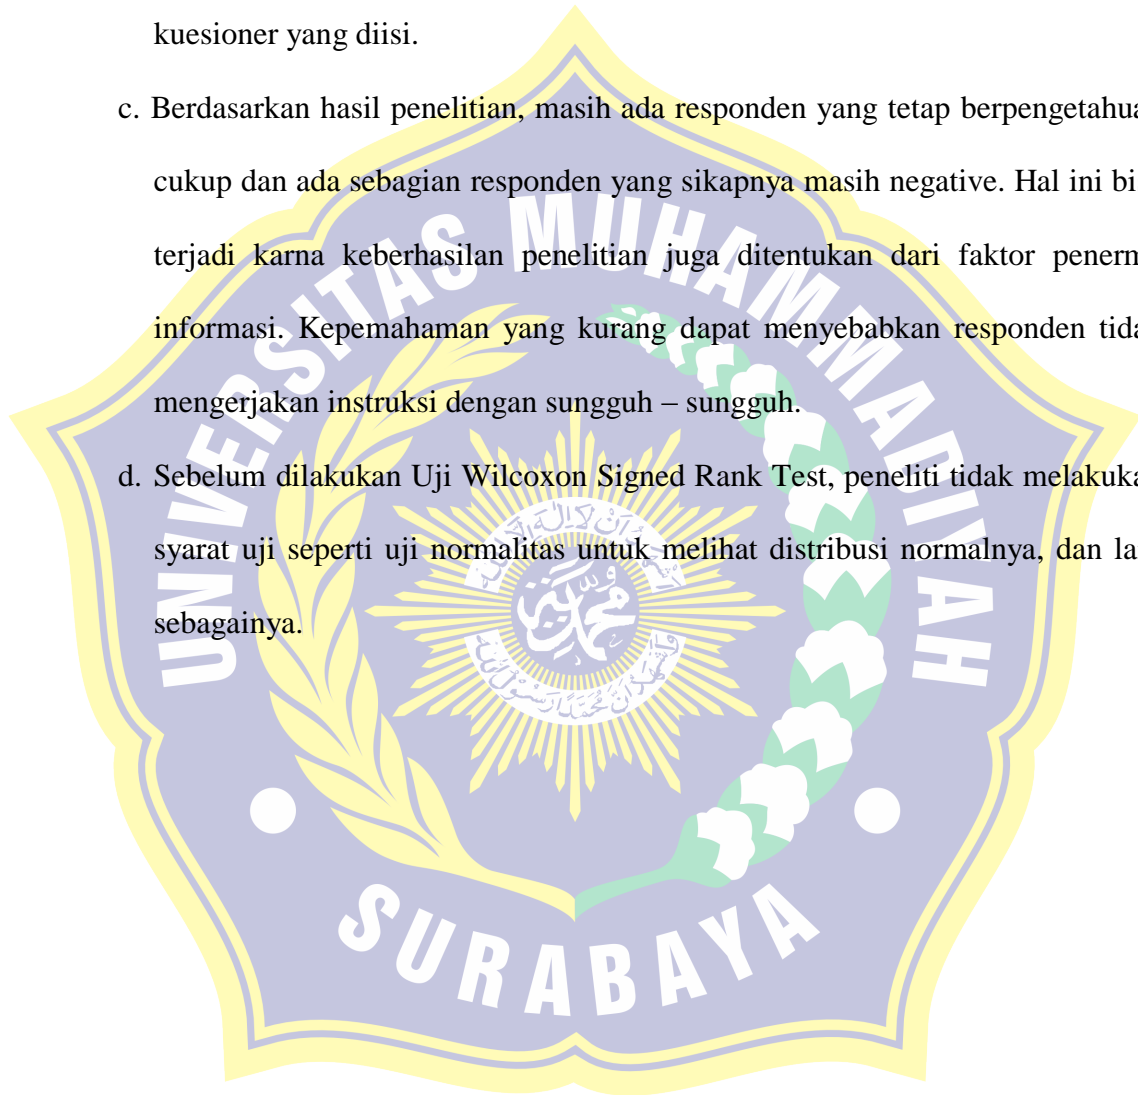 kuesioner yang diisi.
c. Berdasarkan hasil penelitian, masih ada responden yang tetap berpengetahua
cukup dan ada sebagian responden yang sikapnya masih negative. Hal ini bi
terjadi karna keberhasilan penelitian juga ditentukan dari faktor penerm
informasi. Kepemahaman yang kurang dapat menyebabkan responden tida
mengerjakan instruksi dengan sungguh – sungguh.
d. Sebelum dilakukan Uji Wilcoxon Signed Rank Test, peneliti tidak melakuka
syarat uji seperti uji normalitas untuk melihat distribusi normalnya, dan la
sebagainya.
UNIVERSITAS MUHAMMADIYAH
SURABAYA